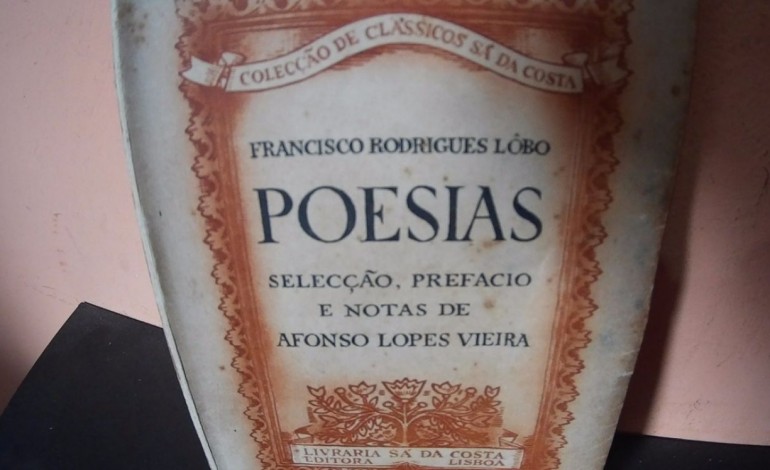 COLECÇÃO DE CLÁSSICOS SÁ DA COSTA
FRANCISCO RODRIGUES LÔBO
POESIAS
SELECÇÃO, PREFACIO
E NOTAS DE
AFONSO LOPES VIEIRA
LIVRARIA SÁ DA COSTA
EDITORA LISBOA